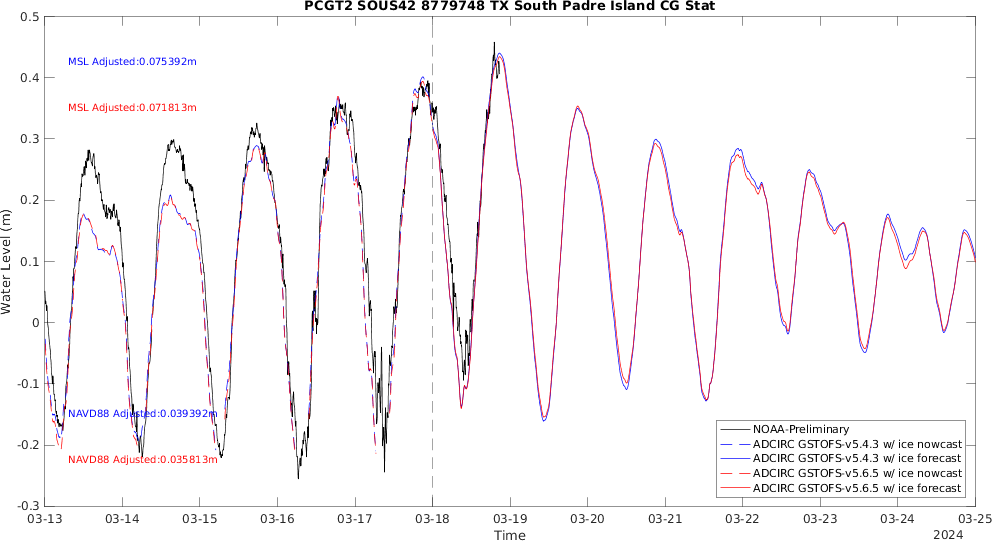 PCGT2 SOUS42 8779748 TX South Padre Island CG Stat
0.5
0.4
0.3
0.2
0.1
0
-0.1
-0.2
-0.3
Water Level (m)
MSL Adjusted:0.075392m
MSL Adjusted:0.071813m
NAVD88 Adjusted:0.039392m
NAVD88 Adjusted:0.035813m
NOAA-Preliminary
ADCIRC GSTOFS-v5.4.3 w/ ice nowcast
ADCIRC GSTOFS-v5.4.3 w/ ice forecast
ADCIRC GSTOFS-v5.6.5 w/ ice nowcast
ADCIRC GSTOFS-v5.6.5 w/ ice forecast
03-13 03-14 03-15 03-16 03-17 03-18 03-19 03-20 03-21 03-22 03-23 03-24 03-25
Time
2024